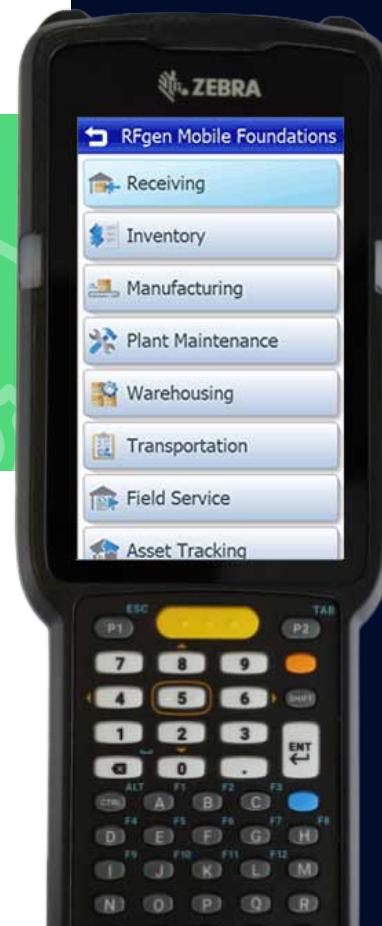 ZEBRA
RFgen Mobile Foundations
Receiving
Inventory
Manufacturing
Plant Maintenance
Warehousing
Transportation
Field Service
Asset Tracking
ESC TAB
P1 P2
7 8 9
4 5 6 SHIFT
1 2 3
ENT
0 .
ALT F1 F2 F3
CTRL A B C
F4 F5 F6 F7 F8
D E F G H
F9 F10 F11 F12
I J K L M
N O P Q R